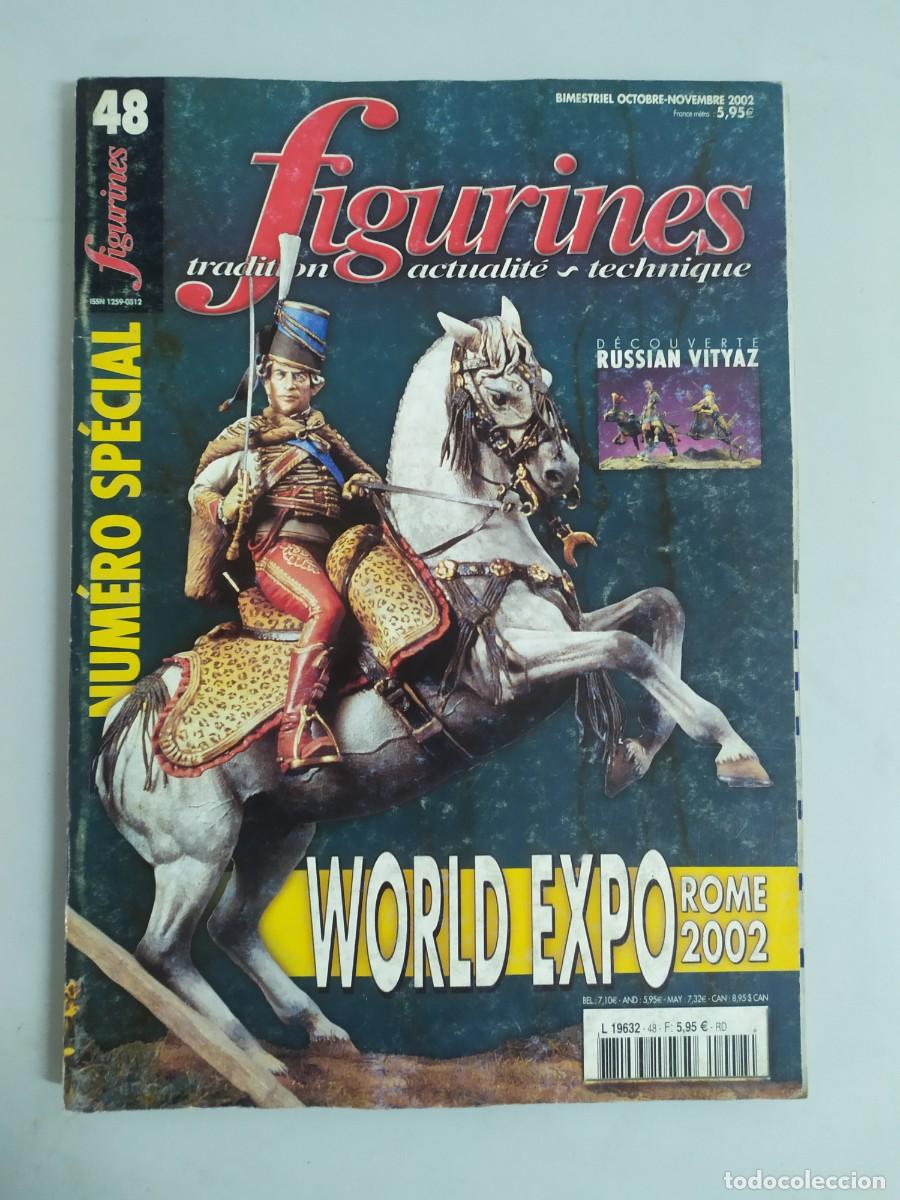 48
figurines
ISSN 1259-0312
NUMÉRO SPÉCIAL
BIMESTRIEL OCTOBRE-NOVEMBRE 2002
France métro : 5,95€
figurines
tradition actualité ~ technique
DÉCOUVERTE
RUSSIAN VITYAZ
WORLD EXPO
ROME
2002
BEL : 7,10€ - AND : 5,95€ - MAY : 7,32€ - CAN : 8,95 $ CAN
L 19632 - 48 - F: 5,95 € - RD
todocoleccion